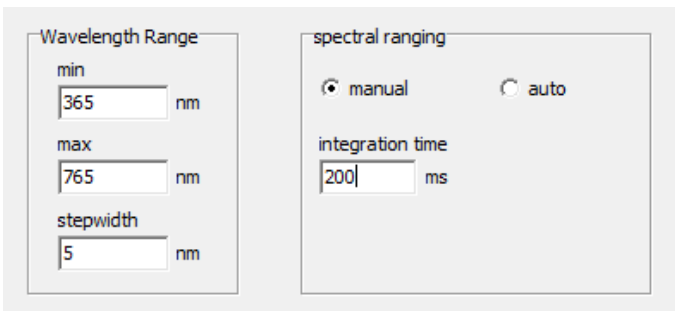 Wavelength Range
min
365 nm
max
765 nm
stepwidth
5 nm
spectral ranging
manual auto
integration time
200 ms